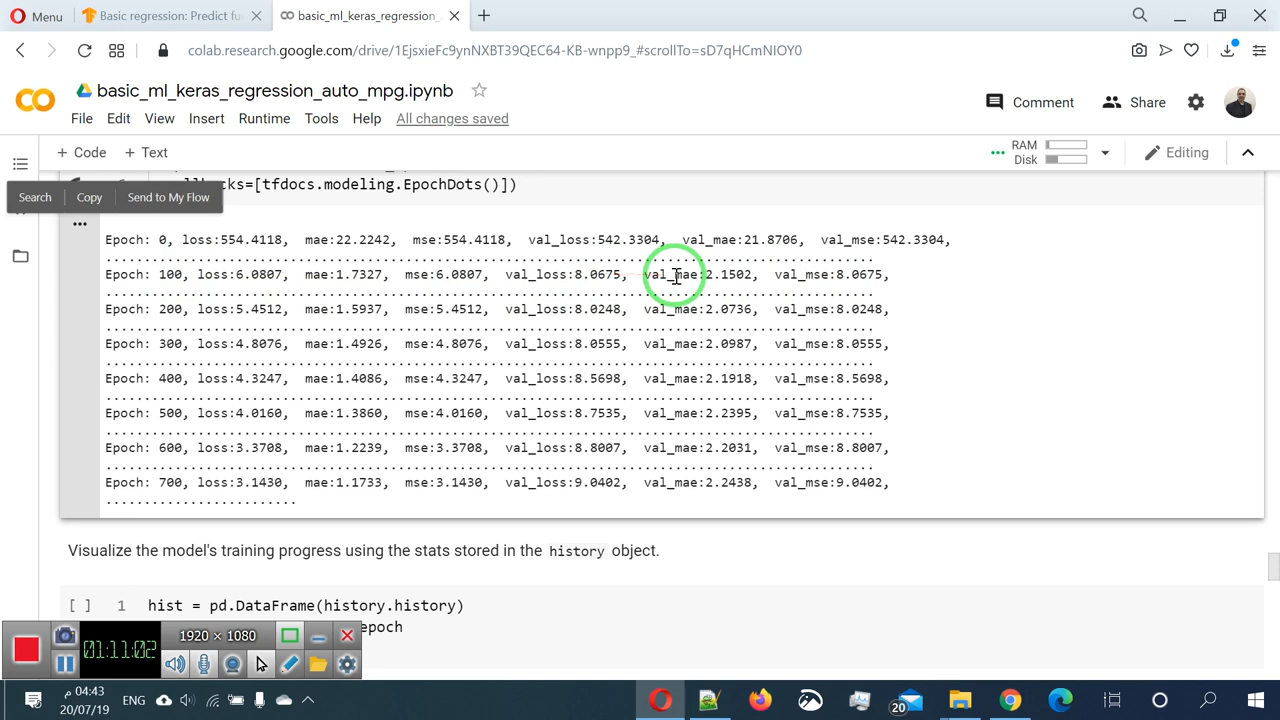 Menu
Basic regression: Predict fu
basic_ml_keras_regression_
colab.research.google.com/drive/1EjsxieFc9ynNXBT39QEC64-KB-wnpp9_#scrollTo=sD7qHCmNIOY0
basic_ml_keras_regression_auto_mpg.ipynb
Comment
Share
File Edit View Insert Runtime Tools Help All changes saved
+ Code + Text
RAM
Disk
Editing
Search Copy Send to My Flow
cks=[tfdocs.modeling.EpochDots()])
Epoch: 0, loss:554.4118, mae:22.2242, mse:554.4118, val_loss:542.3304, val_mae:21.8706, val_mse:542.3304,
....................................................................................................
Epoch: 100, loss:6.0807, mae:1.7327, mse:6.0807, val_loss:8.0675, val_mae:2.1502, val_mse:8.0675,
....................................................................................................
Epoch: 200, loss:5.4512, mae:1.5937, mse:5.4512, val_loss:8.0248, val_mae:2.0736, val_mse:8.0248,
....................................................................................................
Epoch: 300, loss:4.8076, mae:1.4926, mse:4.8076, val_loss:8.0555, val_mae:2.0987, val_mse:8.0555,
....................................................................................................
Epoch: 400, loss:4.3247, mae:1.4086, mse:4.3247, val_loss:8.5698, val_mae:2.1918, val_mse:8.5698,
....................................................................................................
Epoch: 500, loss:4.0160, mae:1.3860, mse:4.0160, val_loss:8.7535, val_mae:2.2395, val_mse:8.7535,
....................................................................................................
Epoch: 600, loss:3.3708, mae:1.2239, mse:3.3708, val_loss:8.8007, val_mae:2.2031, val_mse:8.8007,
....................................................................................................
Epoch: 700, loss:3.1430, mae:1.1733, mse:3.1430, val_loss:9.0402, val_mae:2.2438, val_mse:9.0402,
.........................
Visualize the model's training progress using the stats stored in the history object.
[ ] 1 hist = pd.DataFrame(history.history)
epoch
1920 × 1080
01:11:02
04:43 م
ENG
20/07/19
20